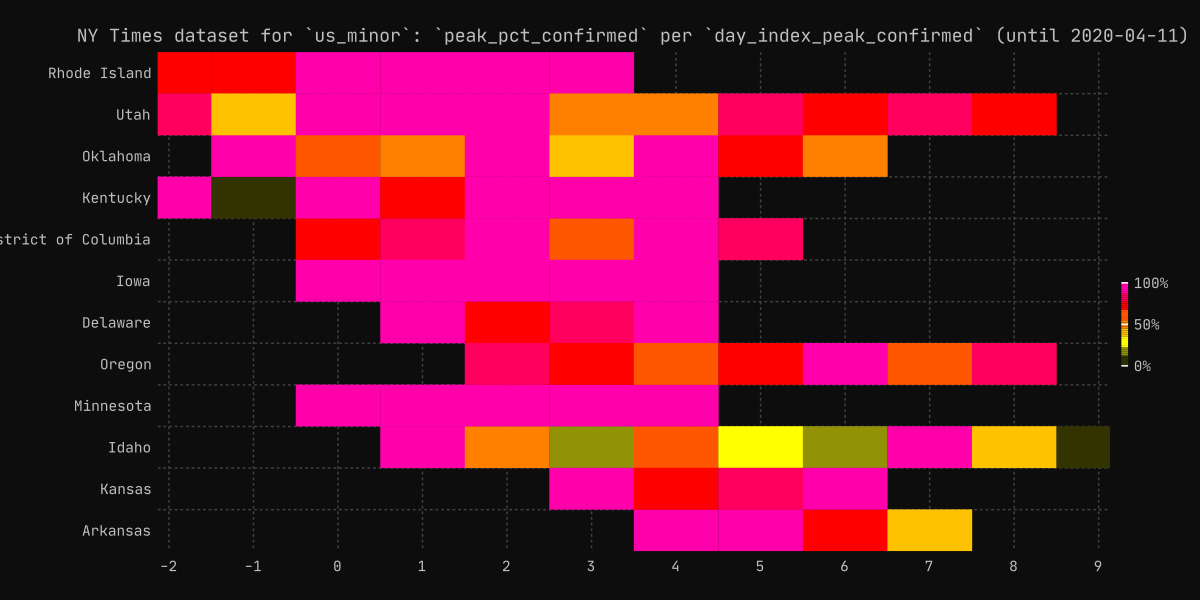 NY Times dataset for `us_minor`: `peak_pct_confirmed` per `day_index_peak_confirmed` (until 2020-04-11)
Rhode Island
Utah
Oklahoma
Kentucky
strict of Columbia
Iowa
Delaware
Oregon
Minnesota
Idaho
Kansas
Arkansas
100%
50%
0%
-2 -1 0 1 2 3 4 5 6 7 8 9